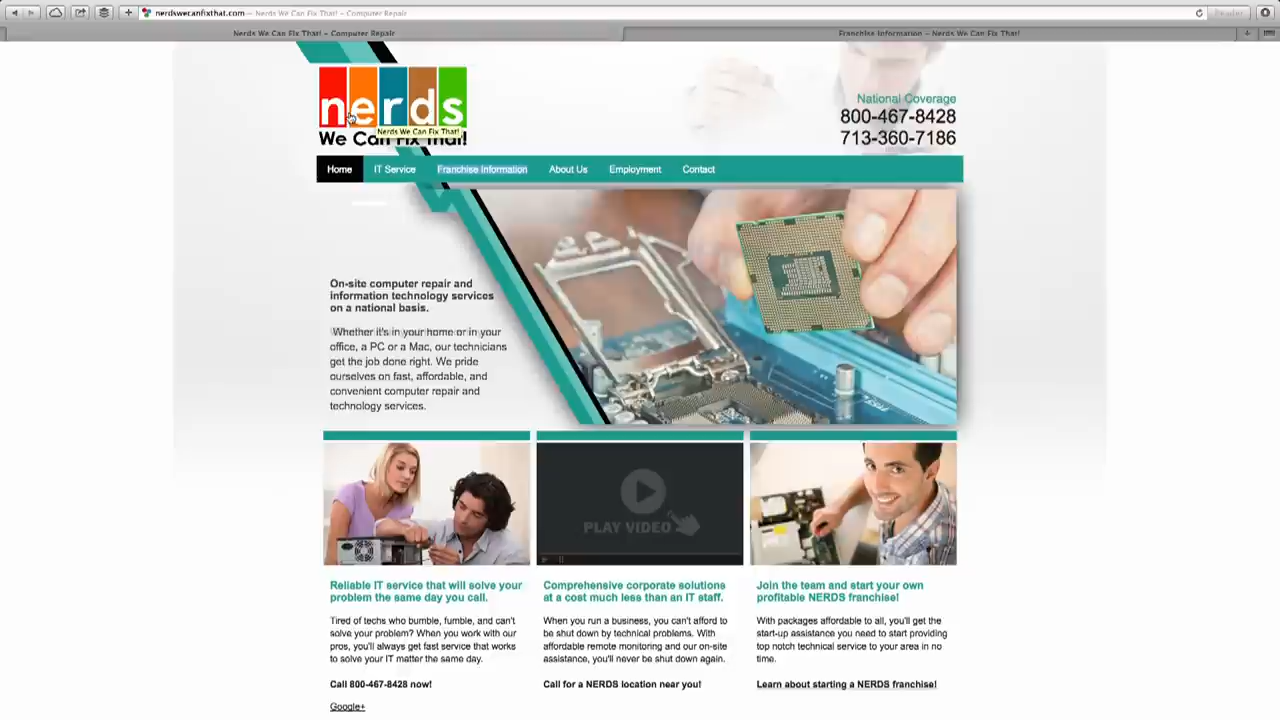 nerdswecanfixthat.com — Nerds We Can Fix That! – Computer Repair
Reader
Nerds We Can Fix That! – Computer Repair
Franchise Information – Nerds We Can Fix That!
nerds
We Can Fix That!
Nerds We Can Fix That!
National Coverage
800-467-8428
713-360-7186
Home
IT Service
Franchise Information
About Us
Employment
Contact
On-site computer repair and
information technology services
on a national basis.
Whether it's in your home or in your
office, a PC or a Mac, our technicians
get the job done right. We pride
ourselves on fast, affordable, and
convenient computer repair and
technology services.
PLAY VIDEO
Reliable IT service that will solve your
problem the same day you call.
Tired of techs who bumble, fumble, and can't
solve your problem? When you work with our
pros, you'll always get fast service that works
to solve your IT matter the same day.
Call 800-467-8428 now!
Google+
Comprehensive corporate solutions
at a cost much less than an IT staff.
When you run a business, you can't afford to
be shut down by technical problems. With
affordable remote monitoring and our on-site
assistance, you'll never be shut down again.
Call for a NERDS location near you!
Join the team and start your own
profitable NERDS franchise!
With packages affordable to all, you'll get the
start-up assistance you need to start providing
top notch technical service to your area in no
time.
Learn about starting a NERDS franchise!